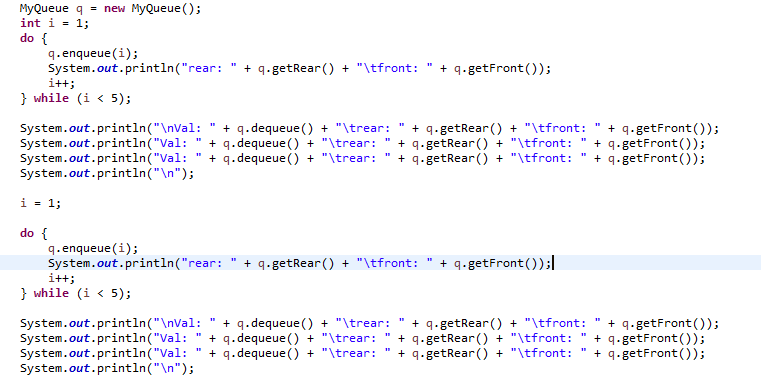 MyQueue q = new MyQueue();
int i = 1;
do {
    q.enqueue(i);
    System.out.println("rear: " + q.getRear() + "\tfront: " + q.getFront());
    i++;
} while (i < 5);

System.out.println("\nVal: " + q.dequeue() + "\trear: " + q.getRear() + "\tfront: " + q.getFront());
System.out.println("Val: " + q.dequeue() + "\trear: " + q.getRear() + "\tfront: " + q.getFront());
System.out.println("Val: " + q.dequeue() + "\trear: " + q.getRear() + "\tfront: " + q.getFront());
System.out.println("\n");

i = 1;

do {
    q.enqueue(i);
    System.out.println("rear: " + q.getRear() + "\tfront: " + q.getFront());
    i++;
} while (i < 5);

System.out.println("\nVal: " + q.dequeue() + "\trear: " + q.getRear() + "\tfront: " + q.getFront());
System.out.println("Val: " + q.dequeue() + "\trear: " + q.getRear() + "\tfront: " + q.getFront());
System.out.println("Val: " + q.dequeue() + "\trear: " + q.getRear() + "\tfront: " + q.getFront());
System.out.println("\n");